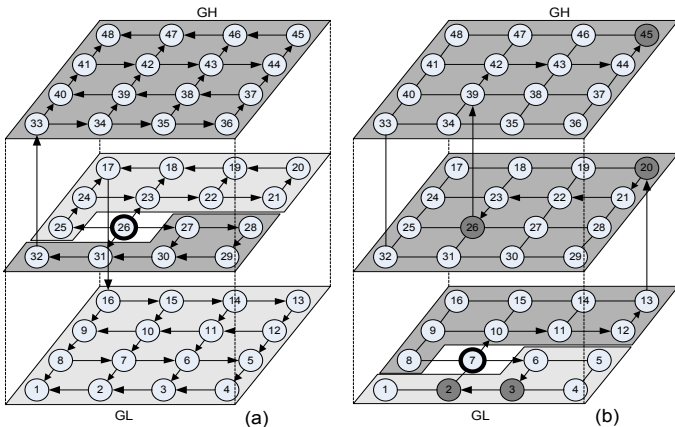 GH GH
48 47 46 45 48 47 46 45
41 42 43 44 41 42 43 44
40 39 38 37 40 39 38 37
33 34 35 36 33 34 35 36
17 18 19 20 17 18 19 20
24 23 22 21 24 23 22 21
25 26 27 28 25 26 27 28
32 31 30 29 32 31 30 29
16 15 14 13 16 15 14 13
9 10 11 12 9 10 11 12
8 7 6 5 8 7 6 5
1 2 3 4 1 2 3 4
GL (a) GL (b)